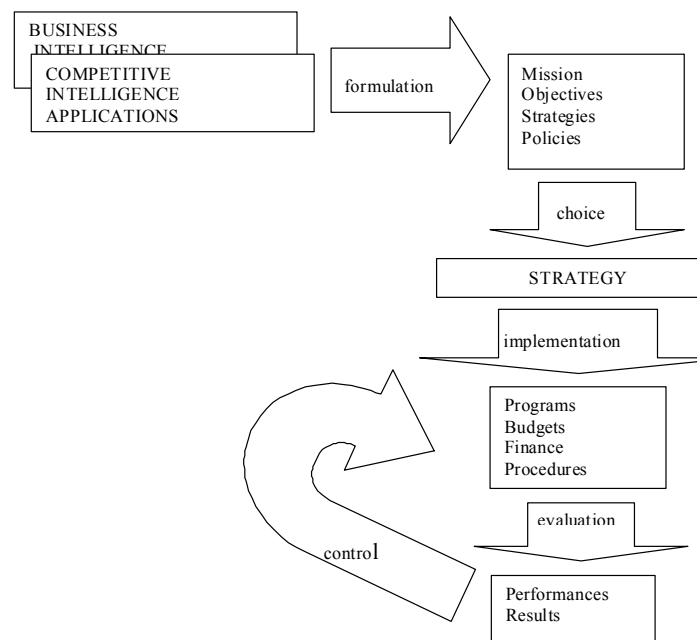 BUSINESS
INTELLIGENCE
COMPETITIVE
INTELLIGENCE
APPLICATIONS
formulation
Mission
Objectives
Strategies
Policies
choice
STRATEGY
implementation
Programs
Budgets
Finance
Procedures
evaluation
control
Performances
Results